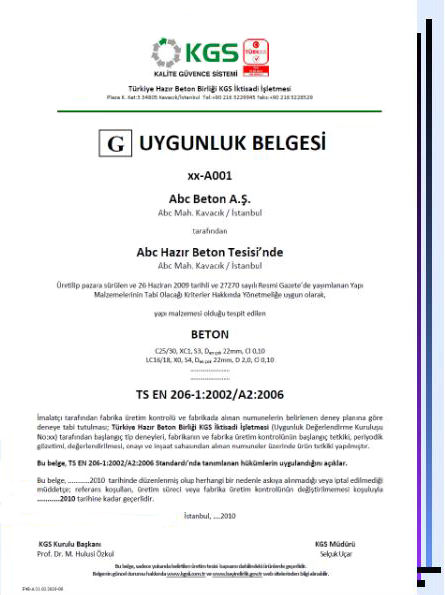 KGS
KALİTE GÜVENCE SİSTEMİ
Türkiye Hazır Beton Birliği KGS İktisadi İşletmesi
Plaza K Kat:3 34805 Kavacık/İstanbul Tel:+90 216 3229945 Faks:+90 216 3228529
G UYGUNLUK BELGESİ
xx-A001
Abc Beton A.Ş.
Abc Mah. Kavacık / İstanbul
tarafından
Abc Hazır Beton Tesisi’nde
Abc Mah. Kavacık / İstanbul
Üretilip pazara sürülen ve 26 Haziran 2009 tarihli ve 27270 sayılı Resmi Gazete’de yayımlanan Yapı
Malzemelerinin Tabi Olacağı Kriterler Hakkında Yönetmeliğe uygun olarak,
yapı malzemesi olduğu tespit edilen
BETON
C25/30, XC1, S3, Den çok 22mm, Cl 0,10
LC16/18, X0, S4, Den çok 22mm, D 2,0, Cl 0,10
....................
....................
TS EN 206-1:2002/A2:2006
İmalatçı tarafından fabrika üretim kontrolü ve fabrikada alınan numunelerin belirlenen deney planına göre
deneye tabi tutulması; Türkiye Hazır Beton Birliği KGS İktisadi İşletmesi (Uygunluk Değerlendirme Kuruluşu
No:xx) tarafından başlangıç tip deneyleri, fabrikanın ve fabrika üretim kontrolünün başlangıç tetkiki, periyodik
gözetimi, değerlendirilmesi, onayı ve inşaat sahasından alınan numuneler üzerinde ürün tetkiki yapılmıştır.
Bu belge, TS EN 206-1:2002/A2:2006 Standardı’nda tanımlanan hükümlerin uygulandığını açıklar.
Bu belge, ...........2010 tarihinde düzenlenmiş olup herhangi bir nedenle askıya alınmadığı veya iptal edilmediği
müddetçe; referans koşulları, üretim süreci veya fabrika üretim kontrolünün değiştirilmemesi koşuluyla
............2010 tarihine kadar geçerlidir.
İstanbul, ....2010
KGS Kurulu Başkanı KGS Müdürü
Prof. Dr. M. Hulusi Özkul Selçuk Uçar
Bu belge, sadece yukarıda belirtilen üretim tesisi kapsamı dahilindeki ürünlerde geçerlidir.
Belgenin güncel durumu hakkında www.kgsii.com.tr ve www.bayindirlik.gov.tr web sitelerinden bilgi alınabilir.